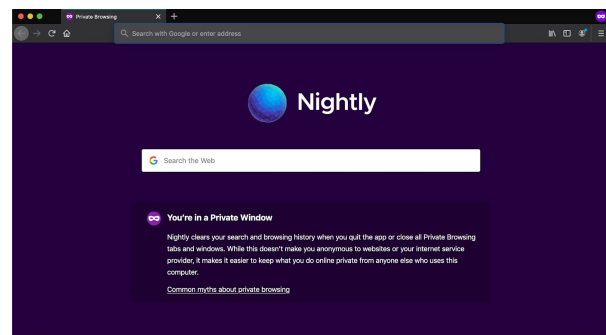 Private Browsing
Search with Google or enter address
Nightly
Search the Web
You're in a Private Window
Nightly clears your search and browsing history when you quit the app or close all Private Browsing
tabs and windows. While this doesn't make you anonymous to websites or your internet service
provider, it makes it easier to keep what you do online private from anyone else who uses this
computer.
Common myths about private browsing